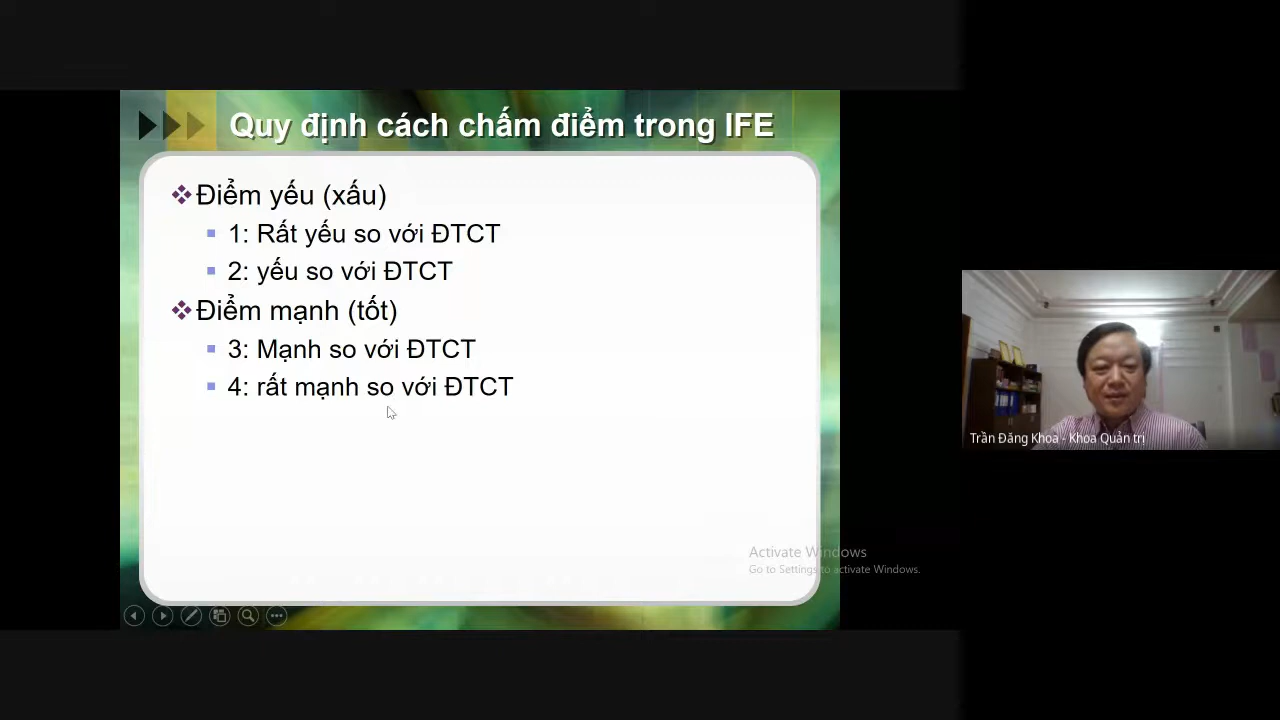 Quy định cách chấm điểm trong IFE
Điểm yếu (xấu)
1: Rất yếu so với ĐTCT
2: yếu so với ĐTCT
Điểm mạnh (tốt)
3: Mạnh so với ĐTCT
4: rất mạnh so với ĐTCT
Activate Windows
Go to Settings to activate Windows.
Trần Đăng Khoa - Khoa Quản trị